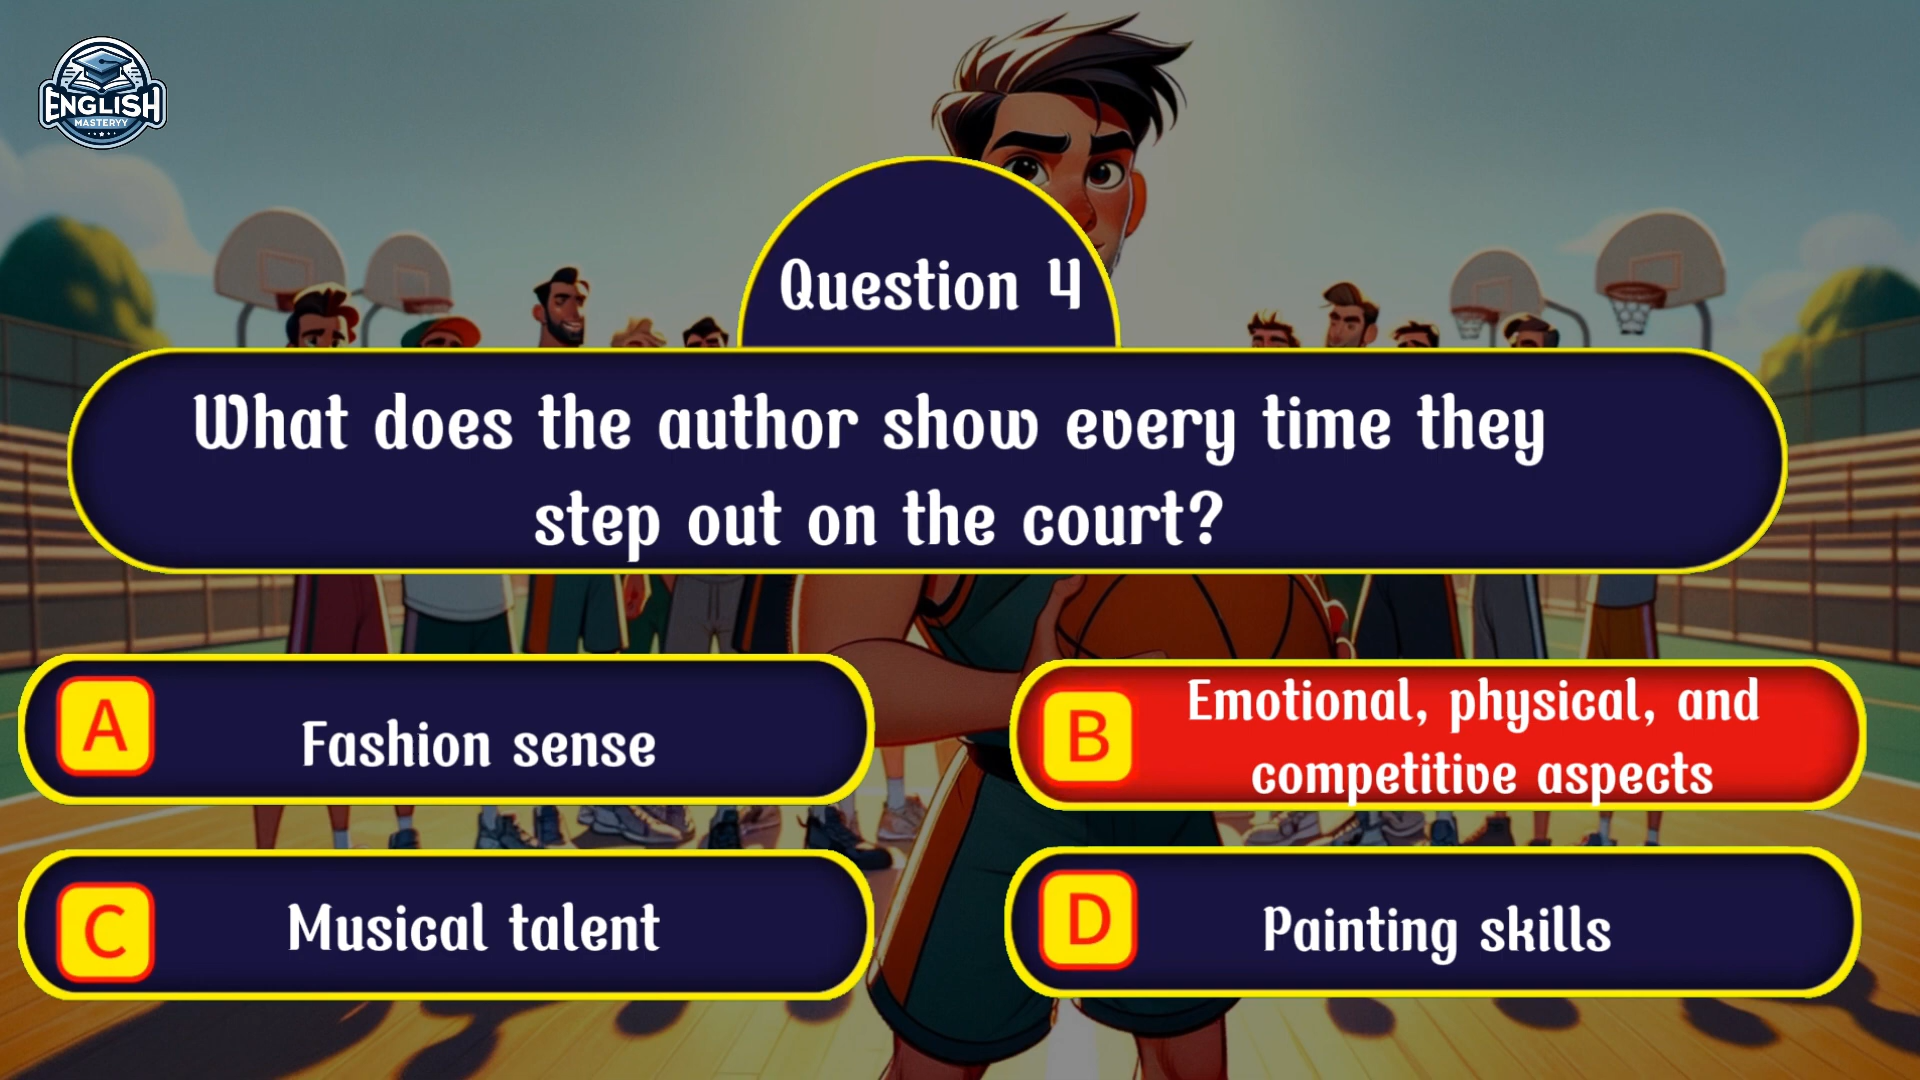 ENGLISH
MASTERYY
Question 4
What does the author show every time they
step out on the court?
A
Fashion sense
B
Emotional, physical, and
competitive aspects
C
Musical talent
D
Painting skills